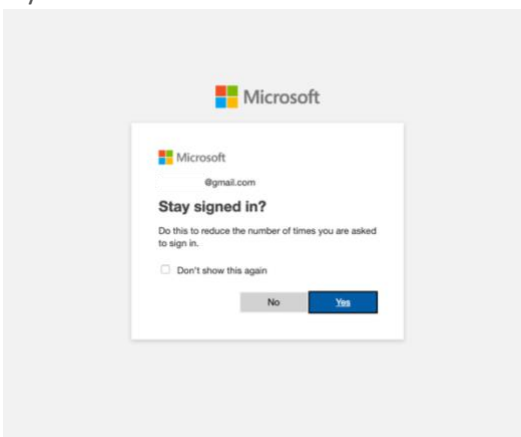 Microsoft
Microsoft
@gmail.com
Stay signed in?
Do this to reduce the number of times you are asked
to sign in.
Don't show this again
No
Yes